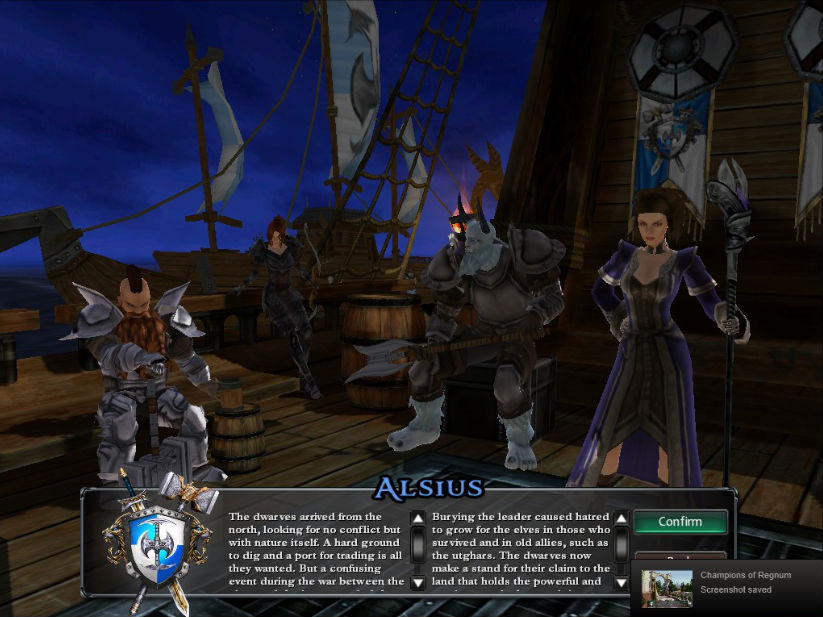 ALSIUS
The dwarves arrived from the
north, looking for no conflict but
with nature itself. A hard ground
to dig and a port for trading is all
they wanted. But a confusing
event during the war between the
Burying the leader caused hatred
to grow for the elves in those who
survived and in old allies, such as
the utghars. The dwarves now
make a stand for their claim to the
land that holds the powerful and
Confirm
Champions of Regnum
Screenshot saved